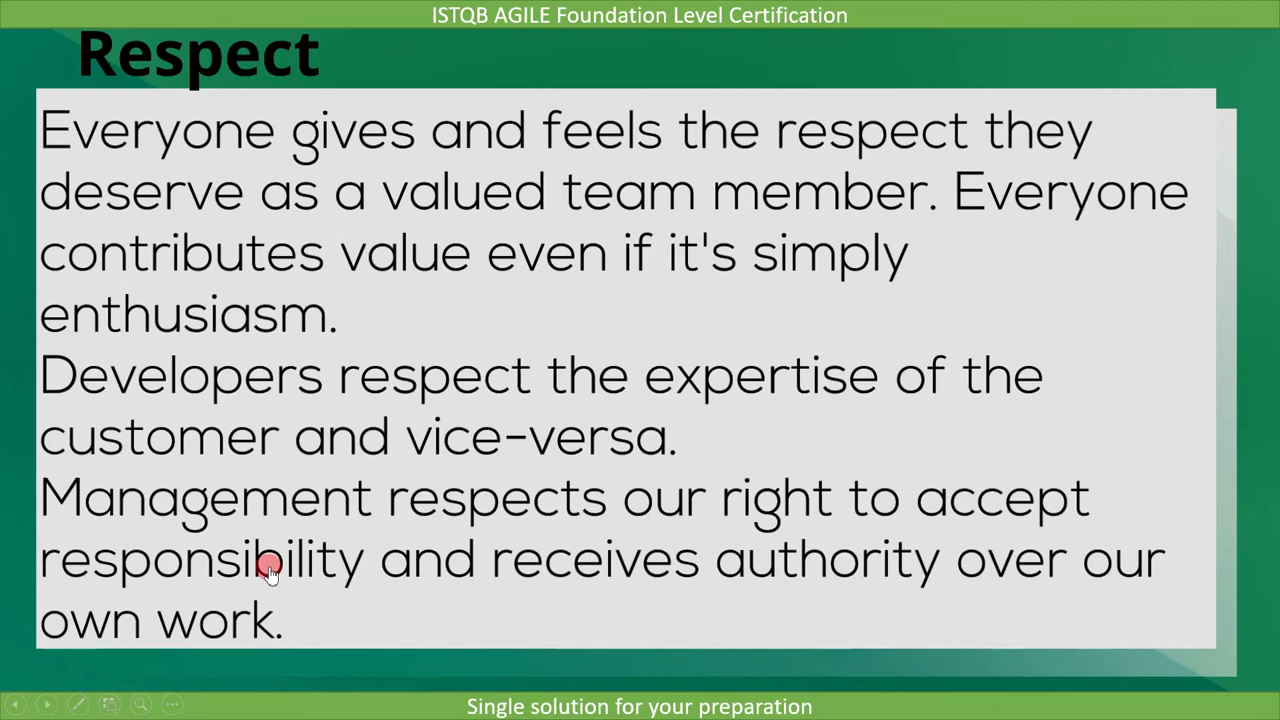 ISTQB AGILE Foundation Level Certification
Respect
Everyone gives and feels the respect they
deserve as a valued team member. Everyone
contributes value even if it's simply
enthusiasm.
Developers respect the expertise of the
customer and vice-versa.
Management respects our right to accept
responsibility and receives authority over our
own work.
Single solution for your preparation